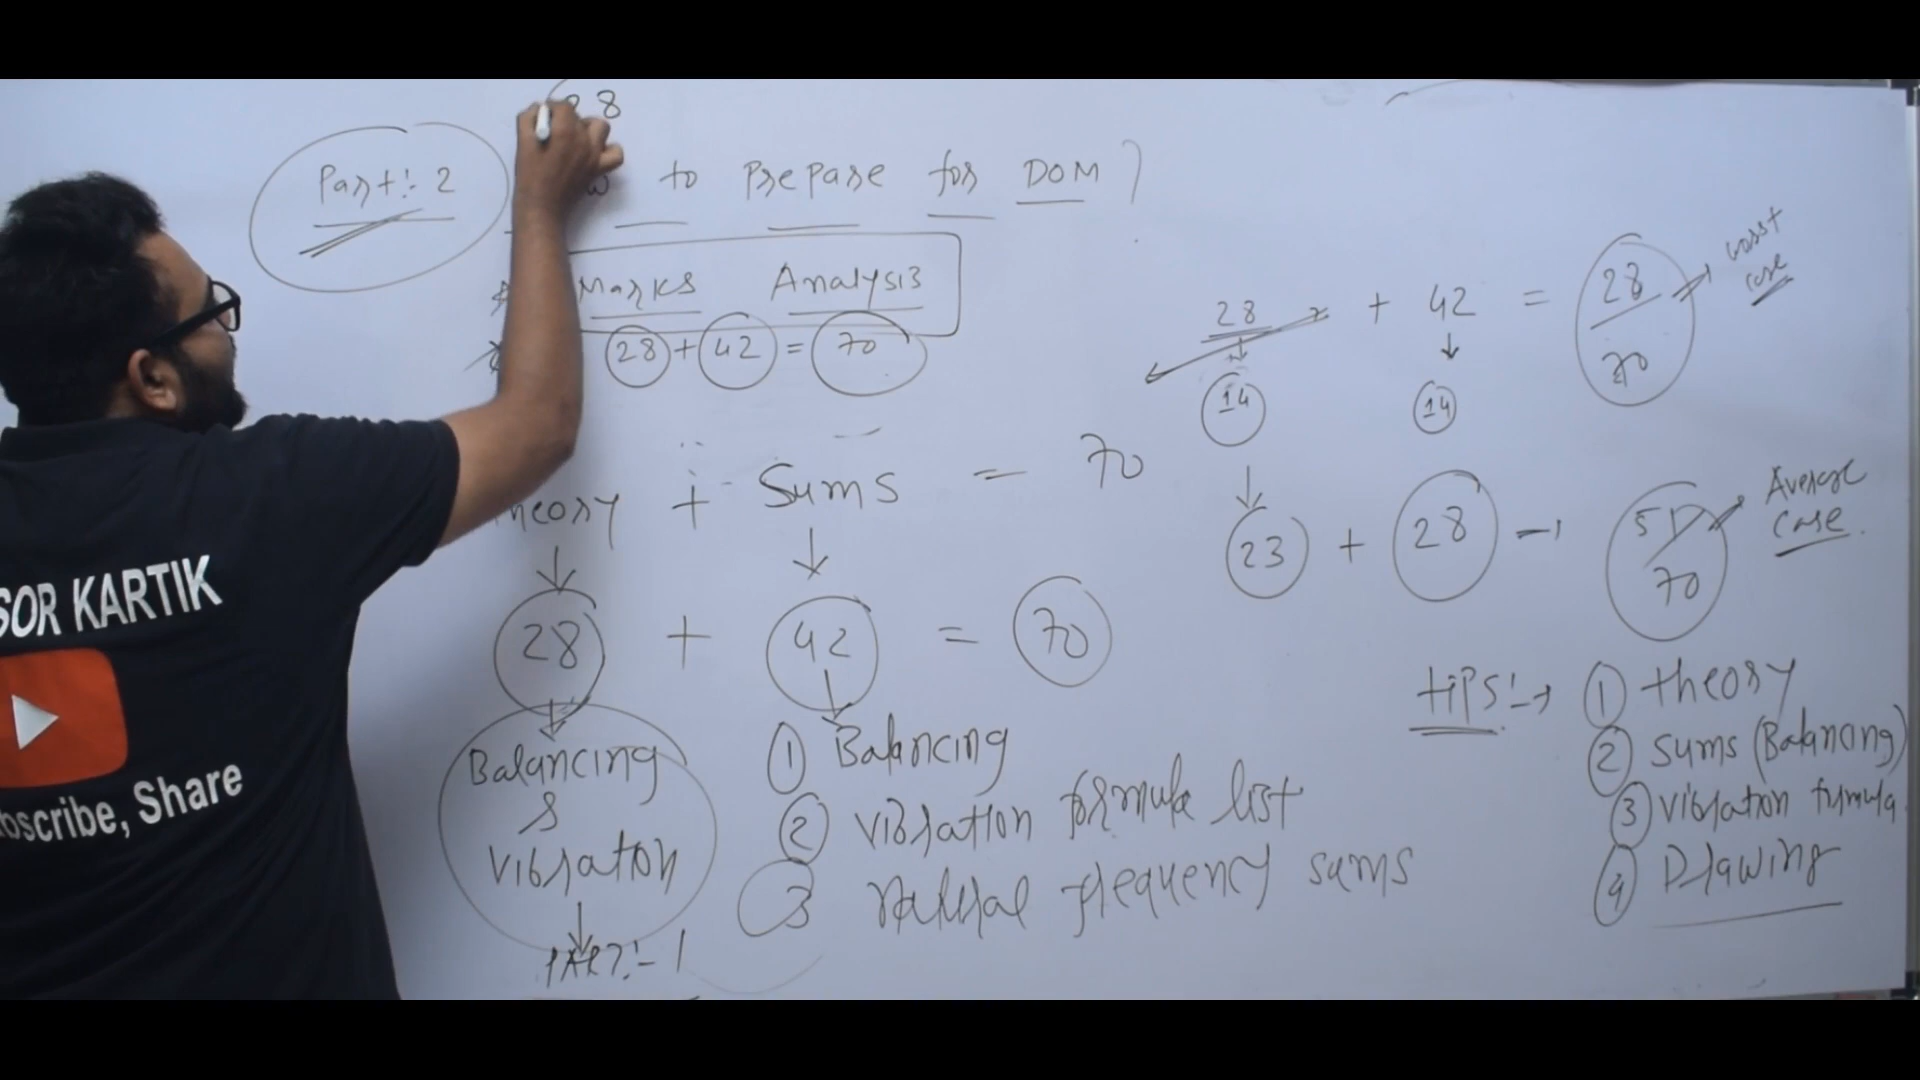 28
Part:- 2
to Prepare for DOM?
Marks Analysis
28 + 42 = 70
Sums = 70
28 + 42 = 70
Balancing
&
vibration
PART:- 1
1 Balancing
2 vibration formula list
3 natural frequency sums
28 + 42 = 28/70
worst
case
14 14
23 + 28 → 51/70
Average
case.
tips:→ 1 theory
2 sums (Balancing)
3 vibration formula
4 Drawing
SOR KARTIK
bscribe, Share